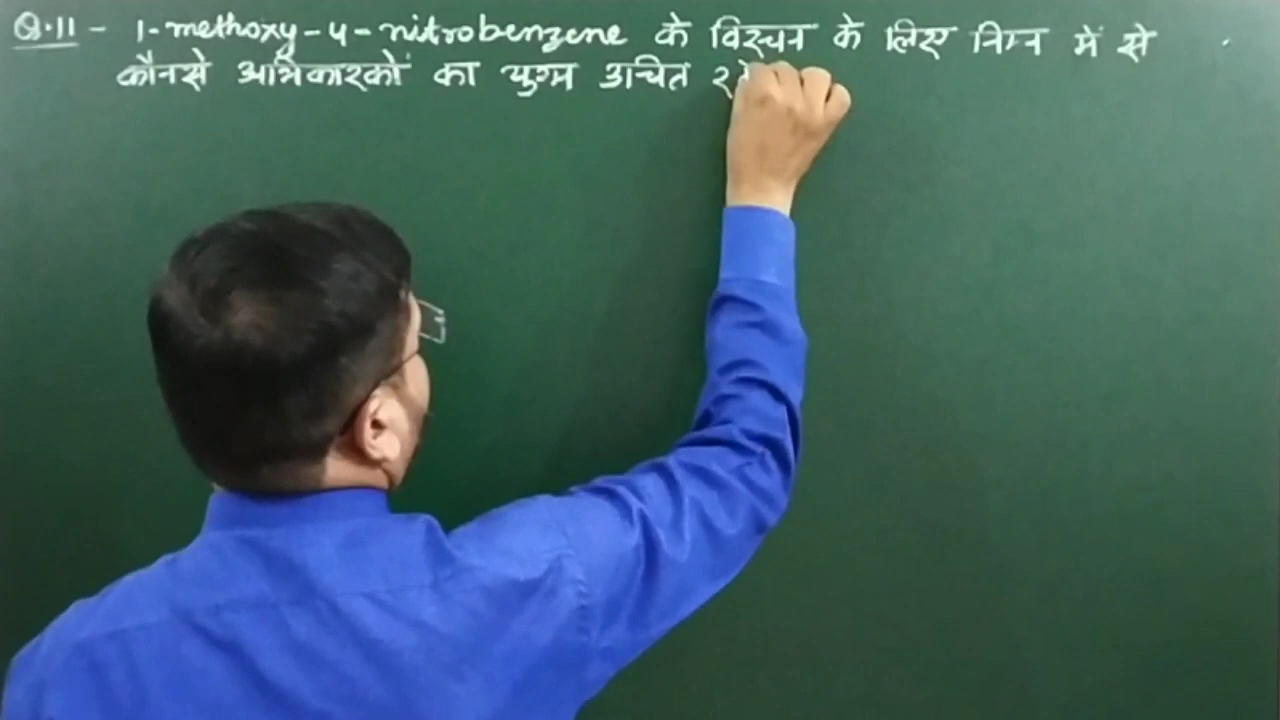 Q.11 - 1-methoxy-4-nitrobenzene के विरचन के लिए निम्न में से
कौनसे अभिकारकों का युग्म उचित